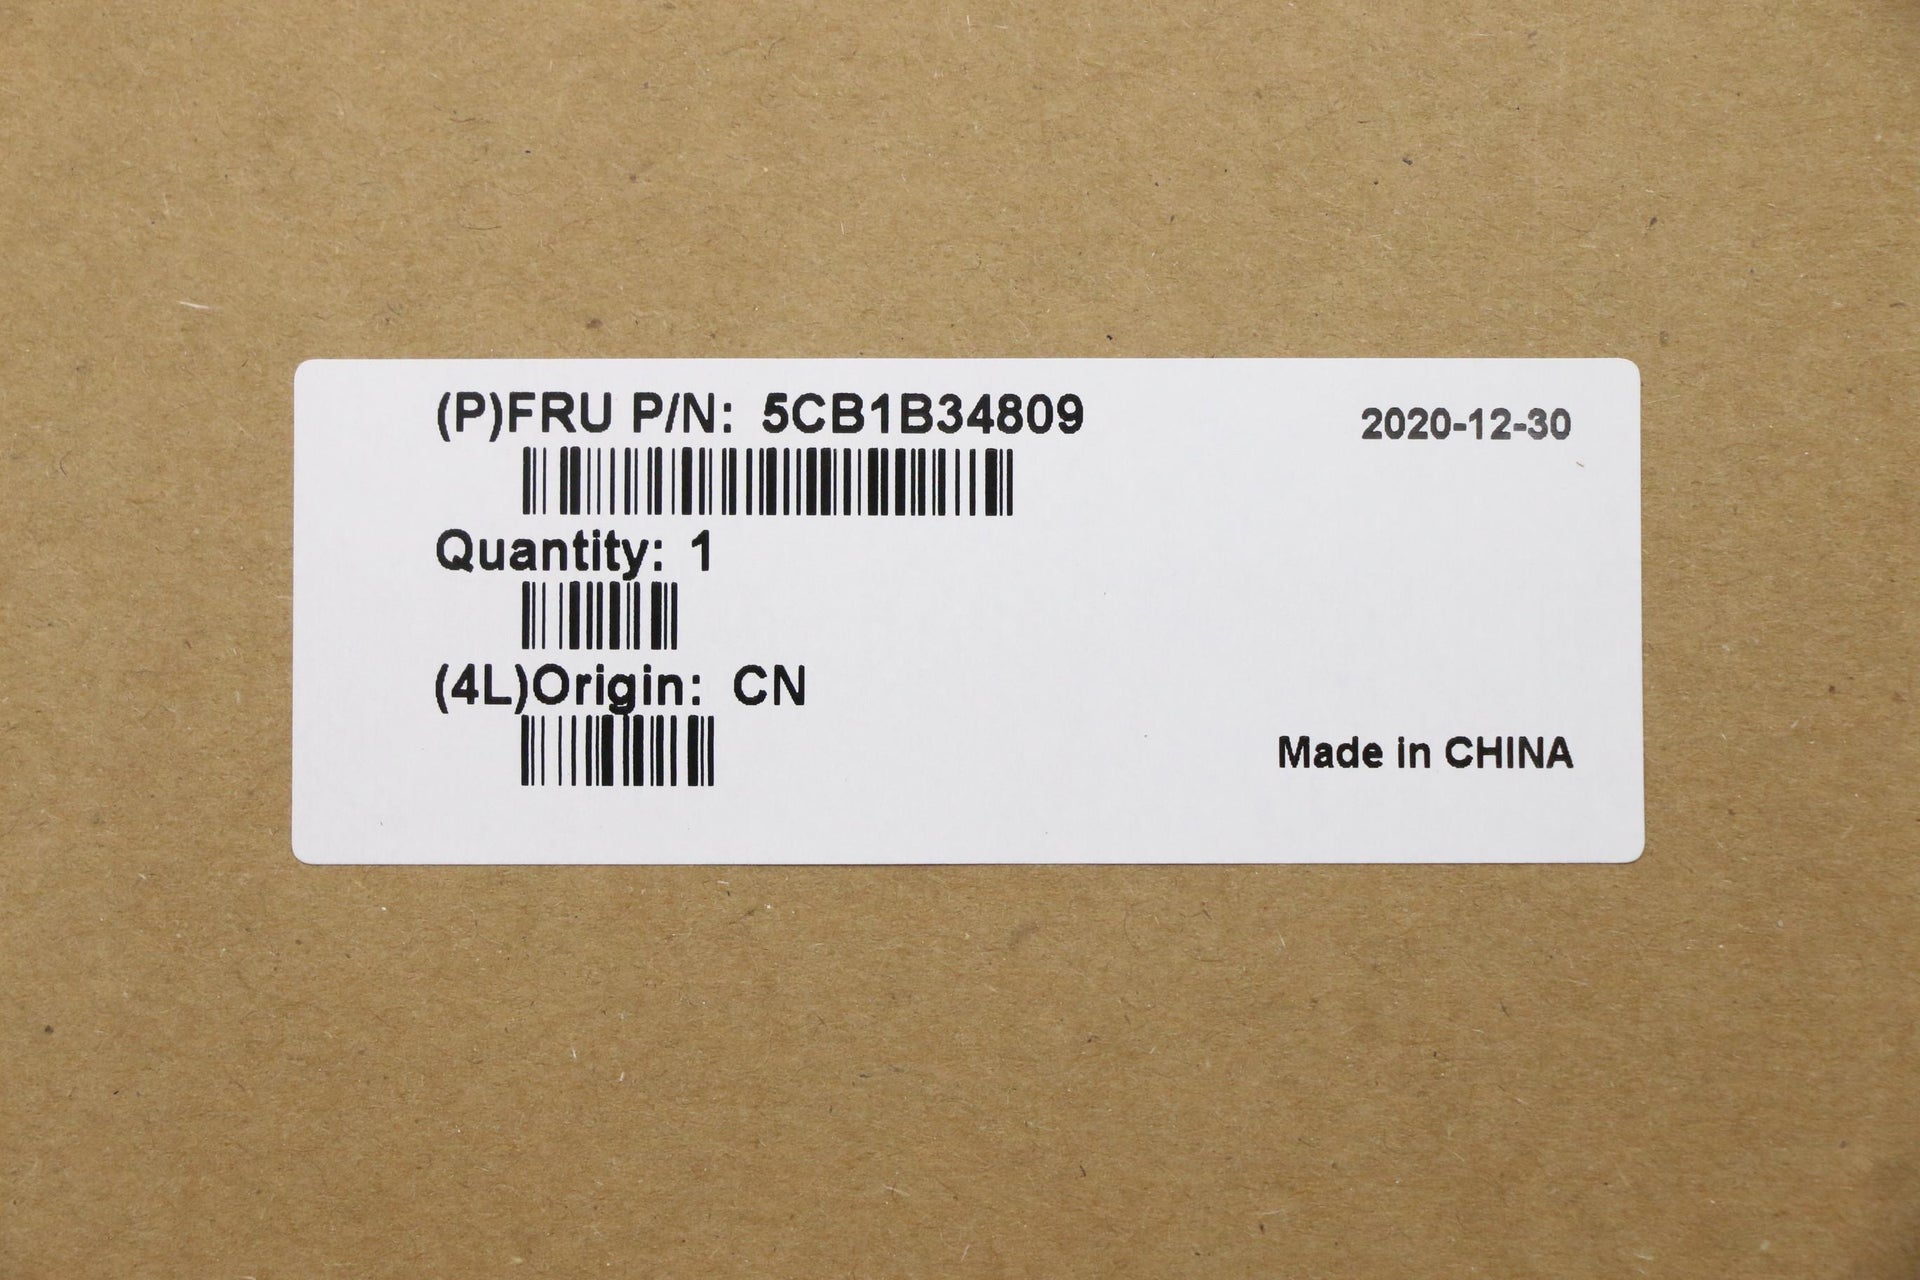 (P)FRU P/N: 5CB1B34809
2020-12-30
Quantity: 1
(4L)Origin: CN
Made in CHINA